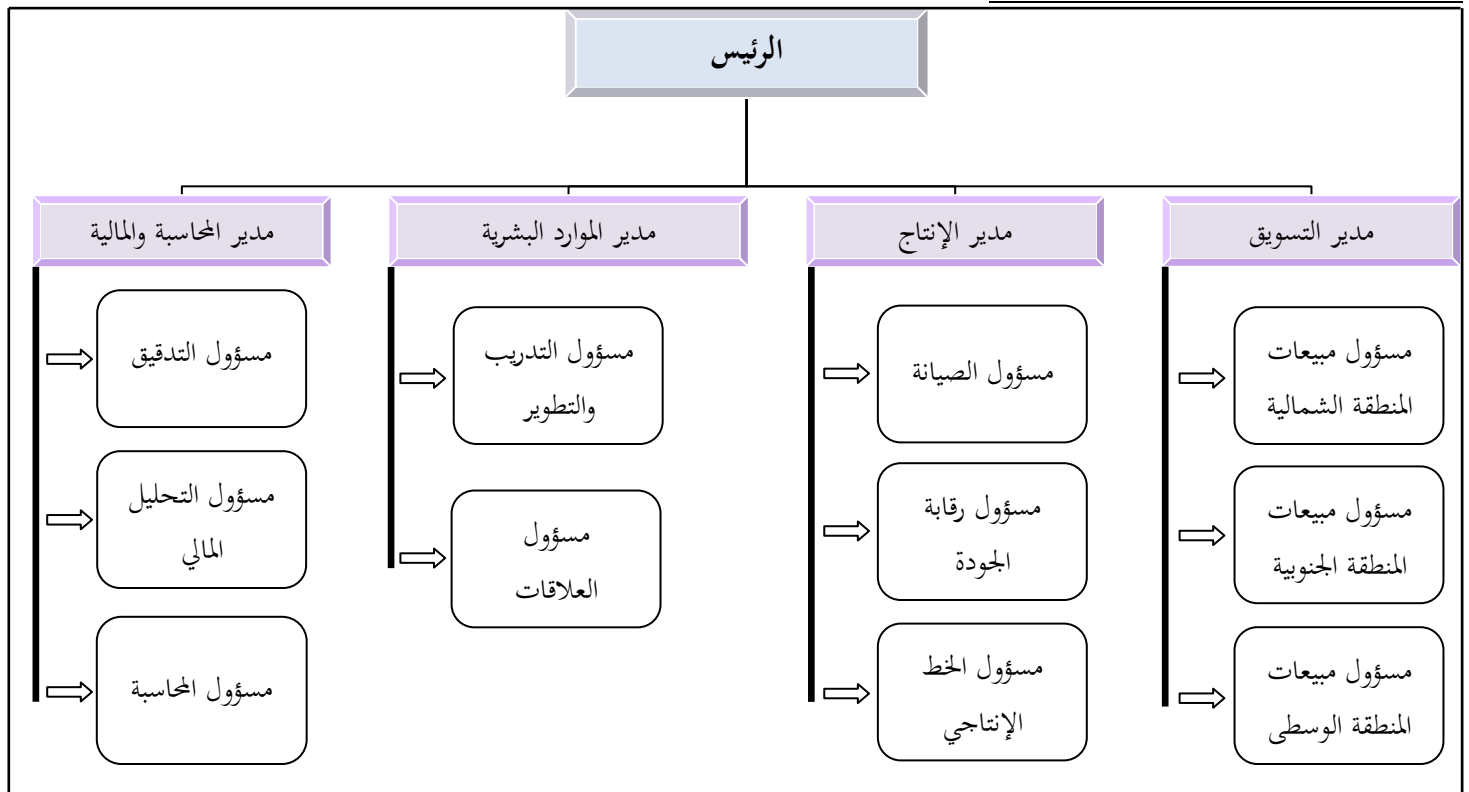 الرئيس
مدير التسويق
مدير الإنتاج
مدير الموارد البشرية
مدير المحاسبة والمالية
مسؤول مبيعات
المنطقة الشمالية
مسؤول مبيعات
المنطقة الجنوبية
مسؤول مبيعات
المنطقة الوسطى
مسؤول الصيانة
مسؤول رقابة
الجودة
مسؤول الخط
الإنتاجي
مسؤول التدريب
والتطوير
مسؤول
العلاقات
مسؤول التدقيق
مسؤول التحليل
المالي
مسؤول المحاسبة